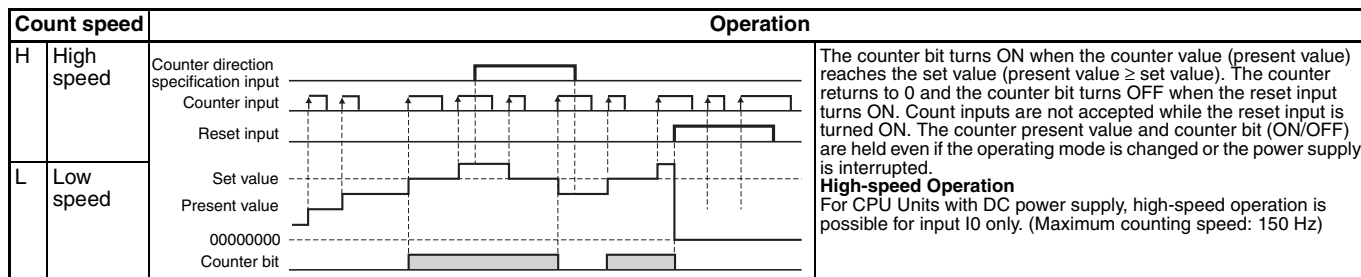 Count speed
Operation
H
High
speed
L
Low
speed
Counter direction
specification input
Counter input
Reset input
Set value
Present value
00000000
Counter bit
The counter bit turns ON when the counter value (present value)
reaches the set value (present value ≥ set value). The counter
returns to 0 and the counter bit turns OFF when the reset input
turns ON. Count inputs are not accepted while the reset input is
turned ON. The counter present value and counter bit (ON/OFF)
are held even if the operating mode is changed or the power supply
is interrupted.
High-speed Operation
For CPU Units with DC power supply, high-speed operation is
possible for input I0 only. (Maximum counting speed: 150 Hz)